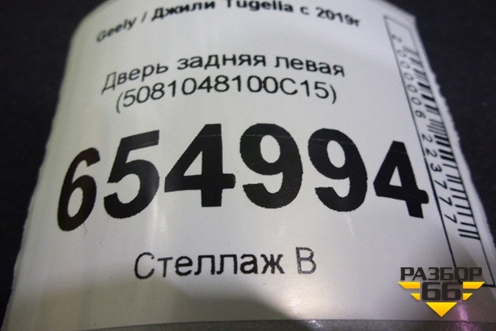 Geely / Джили Tugella с 2019г
Дверь задняя левая
(5081048100C15)
654994
Стеллаж В
РАЗБОР
66